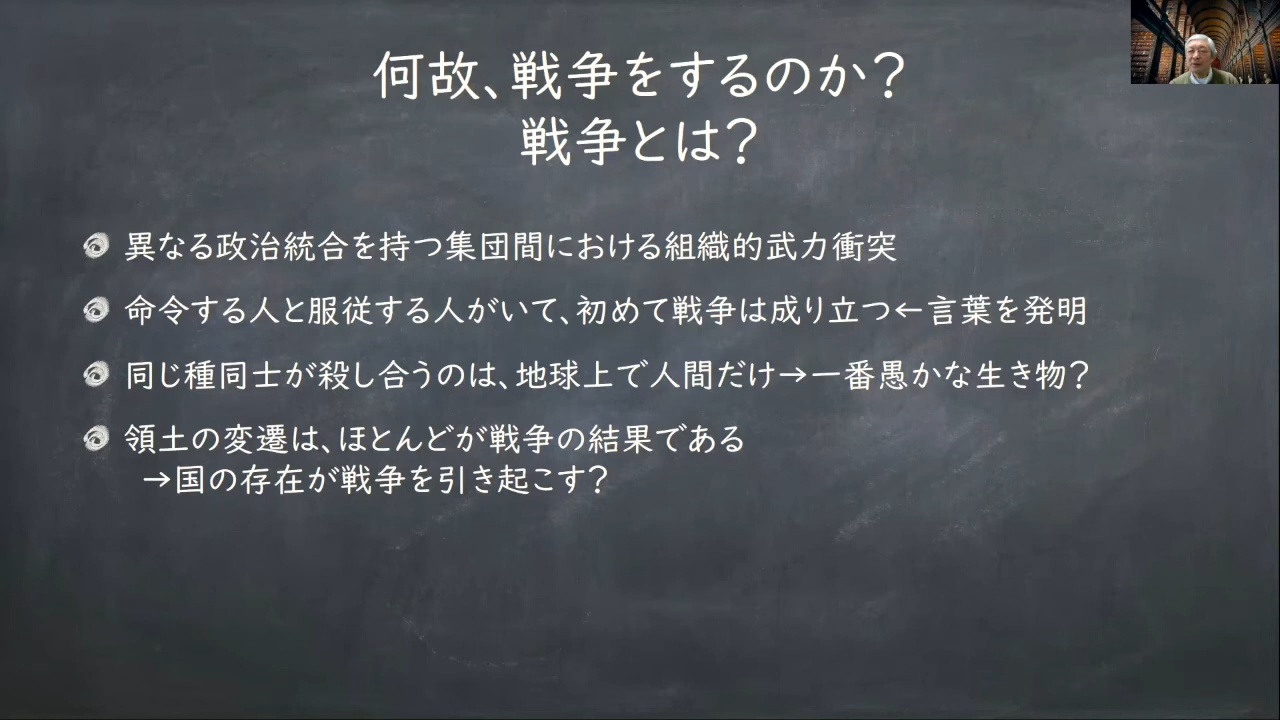 何故、戦争をするのか？
戦争とは？
異なる政治統合を持つ集団間における組織的武力衝突
命令する人と服従する人がいて、初めて戦争は成り立つ←言葉を発明
同じ種同士が殺し合うのは、地球上で人間だけ→一番愚かな生き物？
領土の変遷は、ほとんどが戦争の結果である
→国の存在が戦争を引き起こす？